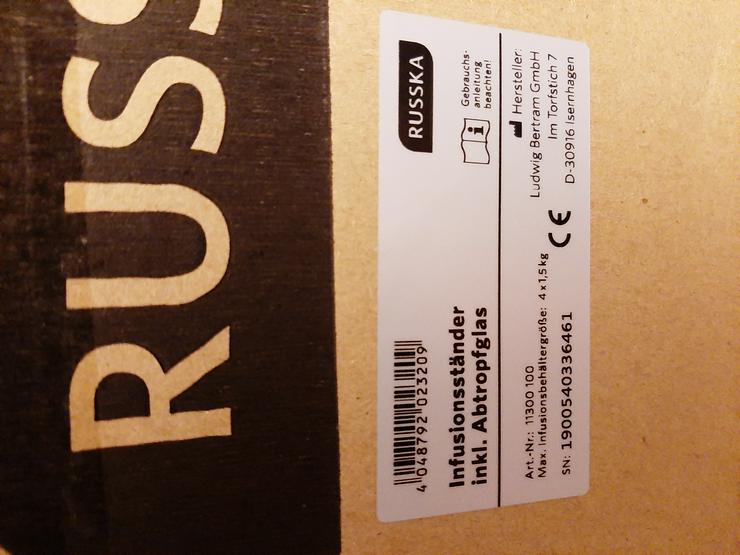 RUSS
4 048792 023209
Infusionsständer
inkl. Abtropfglas
RUSSKA
Gebrauchs-
anleitung
beachten!
Art.-Nr.: 11300 100
Max. Infusionsbehältergröße: 4 x 1,5 kg
SN: 1900540336461
CE
Hersteller:
Ludwig Bertram GmbH
Im Torfstich 7
D-30916 Isernhagen